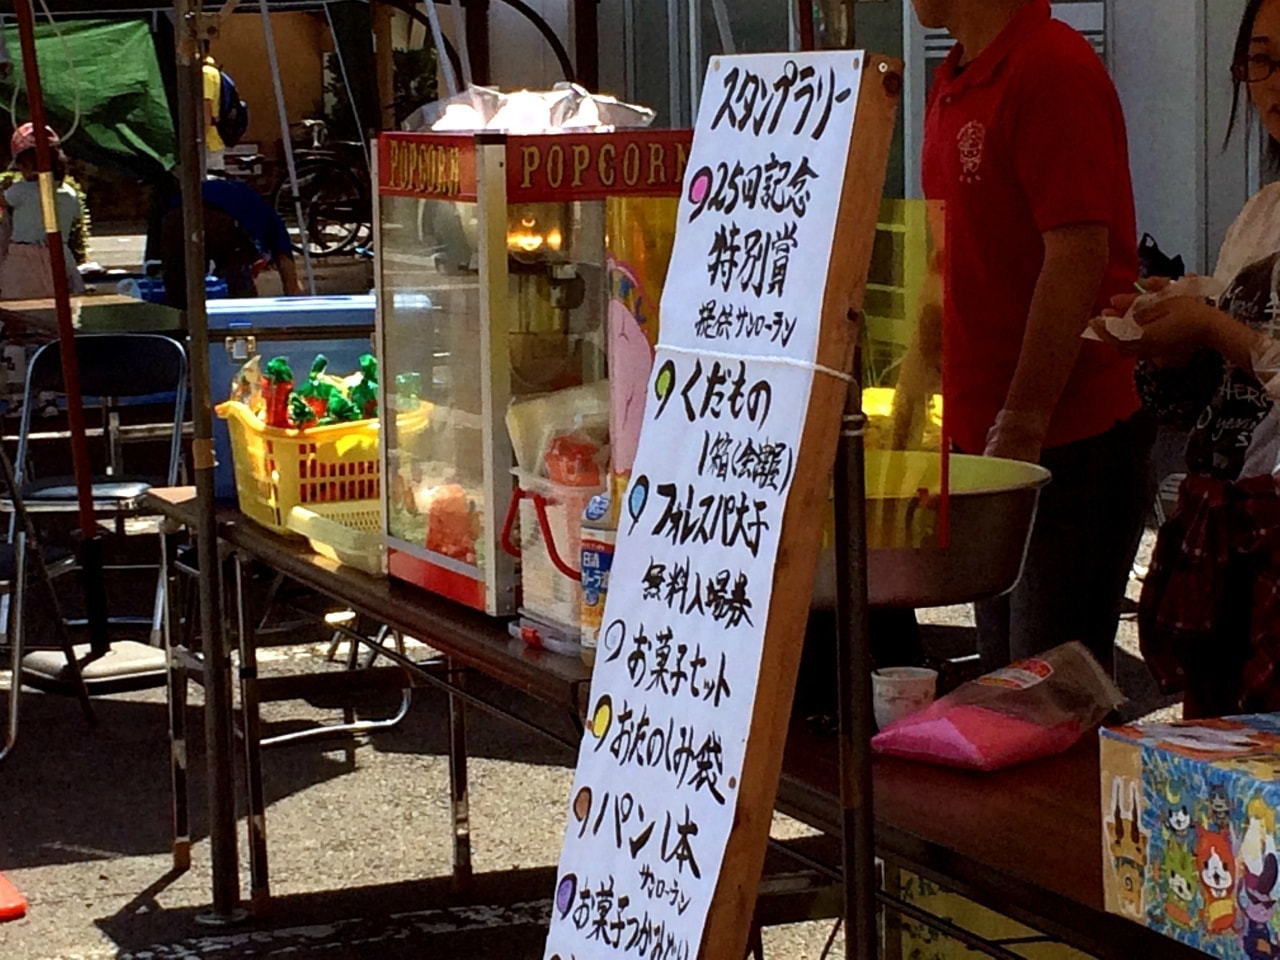 POPCORN
POPCORN
スタンプラリー
25回記念
特別賞
提供 サンローラン
くだもの
1箱
フォレスパ大子
無料入場券
お菓子セット
おたのしみ袋
パン1本
サンローラン
お菓子つかみどり